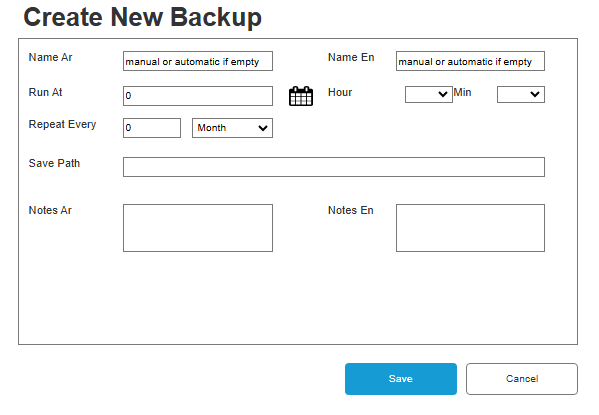 Create New Backup
Name Ar manual or automatic if empty Name En manual or automatic if empty
Run At 0 Hour Min
Repeat Every 0 Month
Save Path
Notes Ar Notes En
Save Cancel